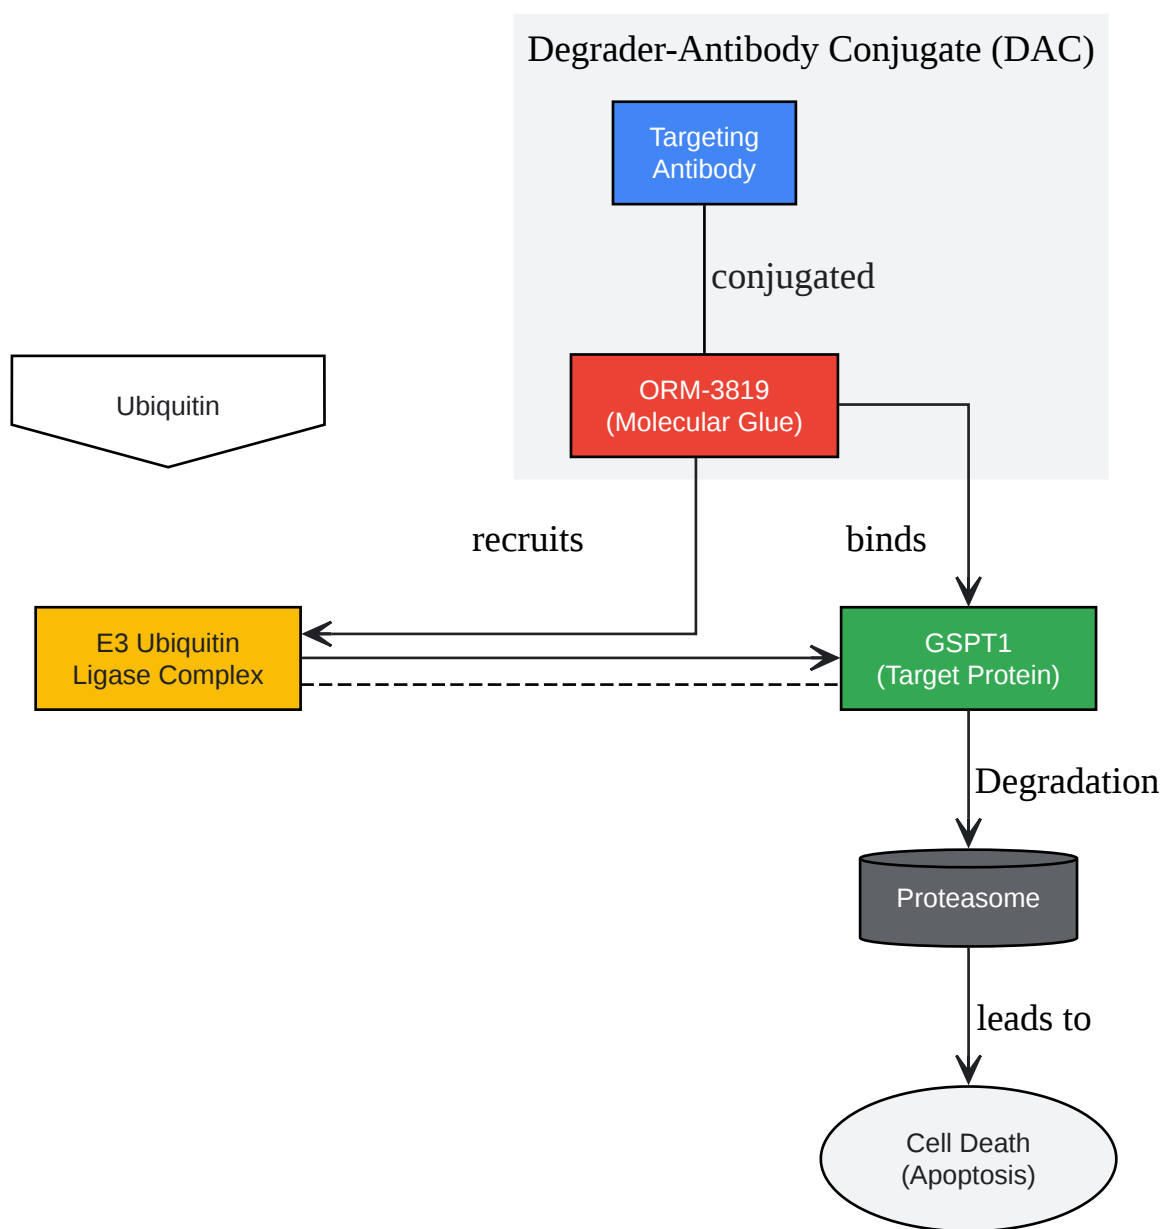 Degrader-Antibody Conjugate (DAC)
Targeting
Antibody
conjugated
ORM-3819
(Molecular Glue)
Ubiquitin
recruits
binds
E3 Ubiquitin
Ligase Complex
GSPT1
(Target Protein)
Degradation
Proteasome
leads to
Cell Death
(Apoptosis)